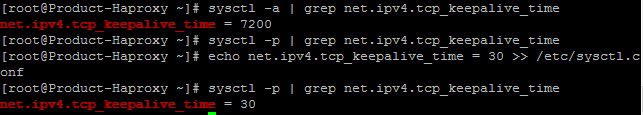 [root@Product-Haproxy ~]# sysctl -a | grep net.ipv4.tcp_keepalive_time
net.ipv4.tcp_keepalive_time = 7200
[root@Product-Haproxy ~]# sysctl -p | grep net.ipv4.tcp_keepalive_time
[root@Product-Haproxy ~]# echo net.ipv4.tcp_keepalive_time = 30 >> /etc/sysctl.c
onf
[root@Product-Haproxy ~]# sysctl -p | grep net.ipv4.tcp_keepalive_time
net.ipv4.tcp_keepalive_time = 30